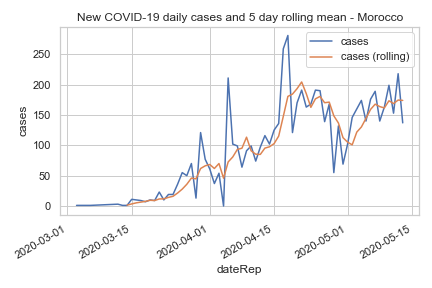 New COVID-19 daily cases and 5 day rolling mean - Morocco
cases
cases (rolling)
250
200
150
100
50
0
cases
2020-03-01
2020-03-15
2020-04-01
2020-04-15
2020-05-01
2020-05-15
dateRep